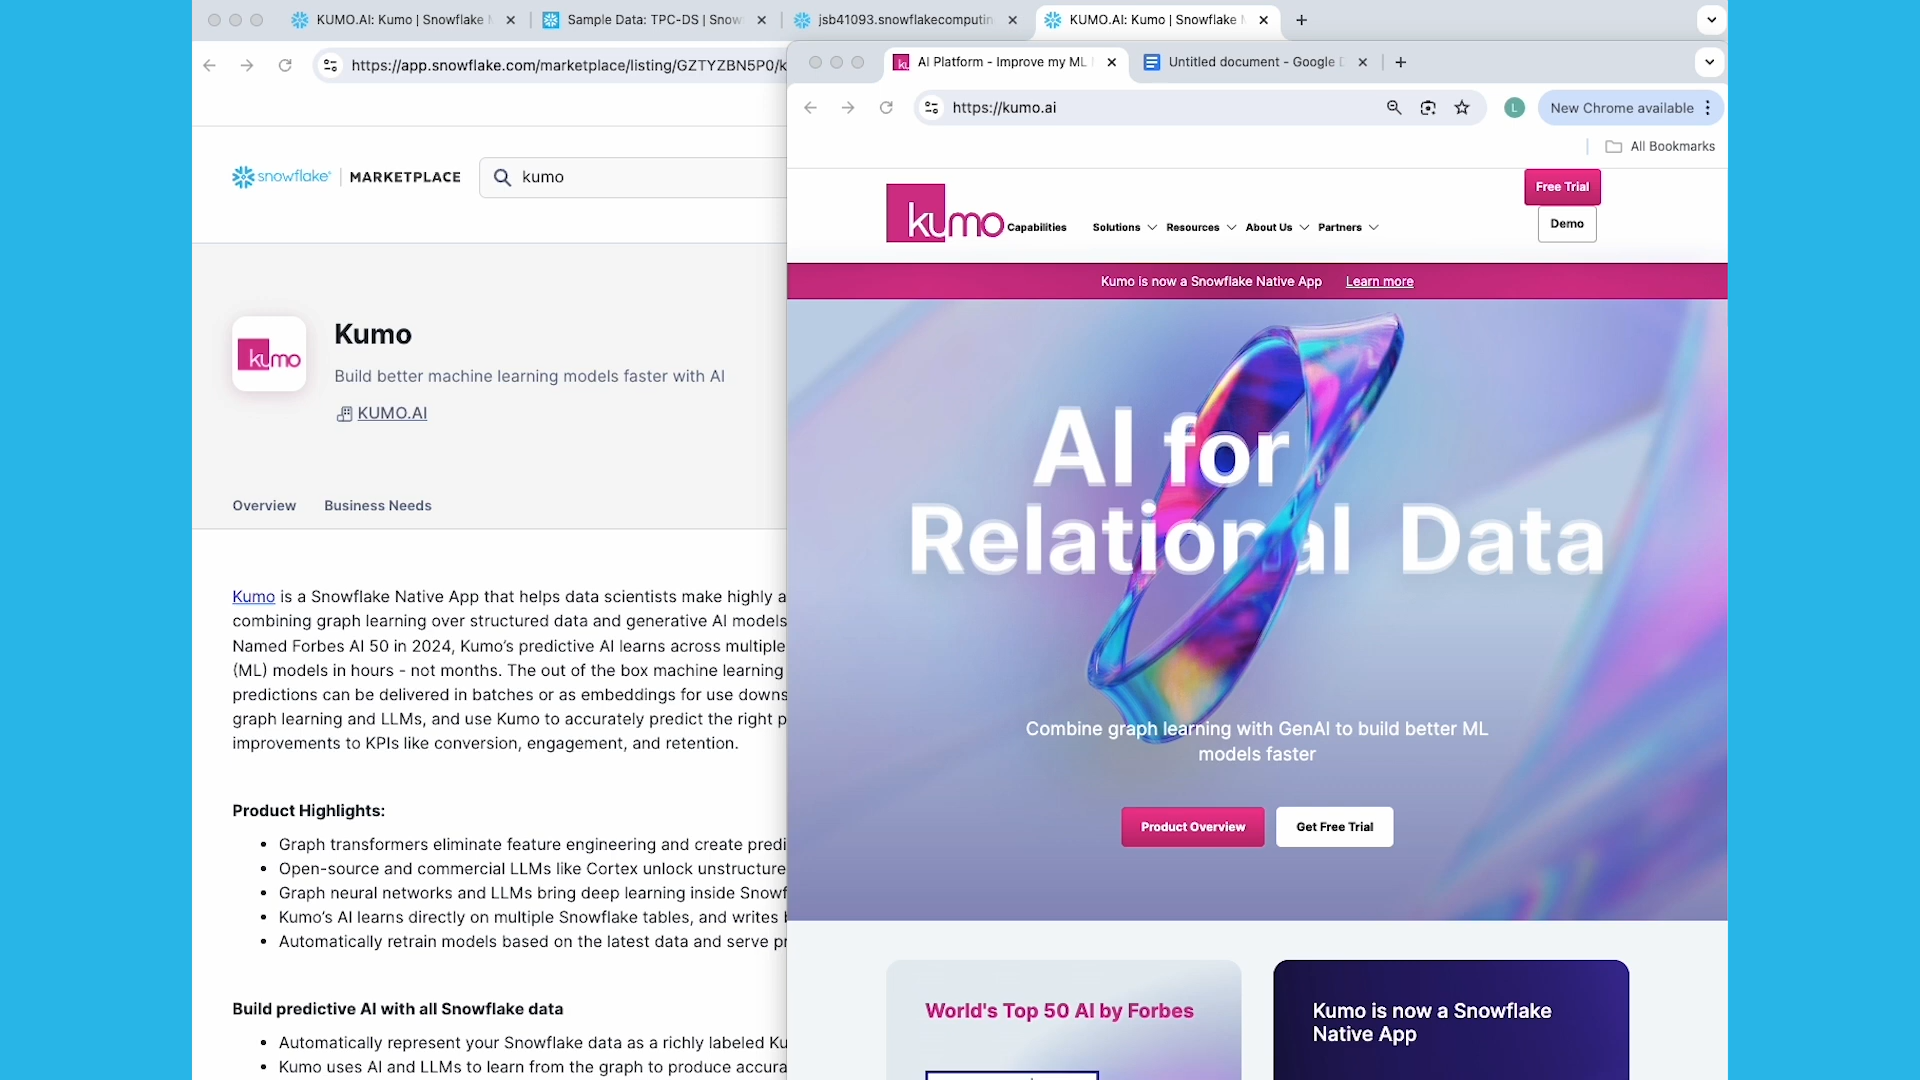 KUMO.AI: Kumo | Snowflake M
Sample Data: TPC-DS | Snow
jsb41093.snowflakecomputin
KUMO.AI: Kumo | Snowflake M
https://app.snowflake.com/marketplace/listing/GZTYZBN5P0/k
snowflake
MARKETPLACE
kumo
kumo
Kumo
Build better machine learning models faster with AI
KUMO.AI
Overview
Business Needs
Kumo is a Snowflake Native App that helps data scientists make highly a
combining graph learning over structured data and generative AI models
Named Forbes AI 50 in 2024, Kumo’s predictive AI learns across multiple
(ML) models in hours - not months. The out of the box machine learning
predictions can be delivered in batches or as embeddings for use downs
graph learning and LLMs, and use Kumo to accurately predict the right p
improvements to KPIs like conversion, engagement, and retention.
Product Highlights:
• Graph transformers eliminate feature engineering and create predi
• Open-source and commercial LLMs like Cortex unlock unstructure
• Graph neural networks and LLMs bring deep learning inside Snowf
• Kumo’s AI learns directly on multiple Snowflake tables, and writes
• Automatically retrain models based on the latest data and serve pr
Build predictive AI with all Snowflake data
• Automatically represent your Snowflake data as a richly labeled Ku
• Kumo uses AI and LLMs to learn from the graph to produce accura
AI Platform - Improve my ML
Untitled document - Google D
https://kumo.ai
L
New Chrome available
All Bookmarks
kumo
Capabilities
Solutions
Resources
About Us
Partners
Free Trial
Demo
Kumo is now a Snowflake Native App
Learn more
AI for
Relational Data
Combine graph learning with GenAI to build better ML
models faster
Product Overview
Get Free Trial
World's Top 50 AI by Forbes
Kumo is now a Snowflake
Native App